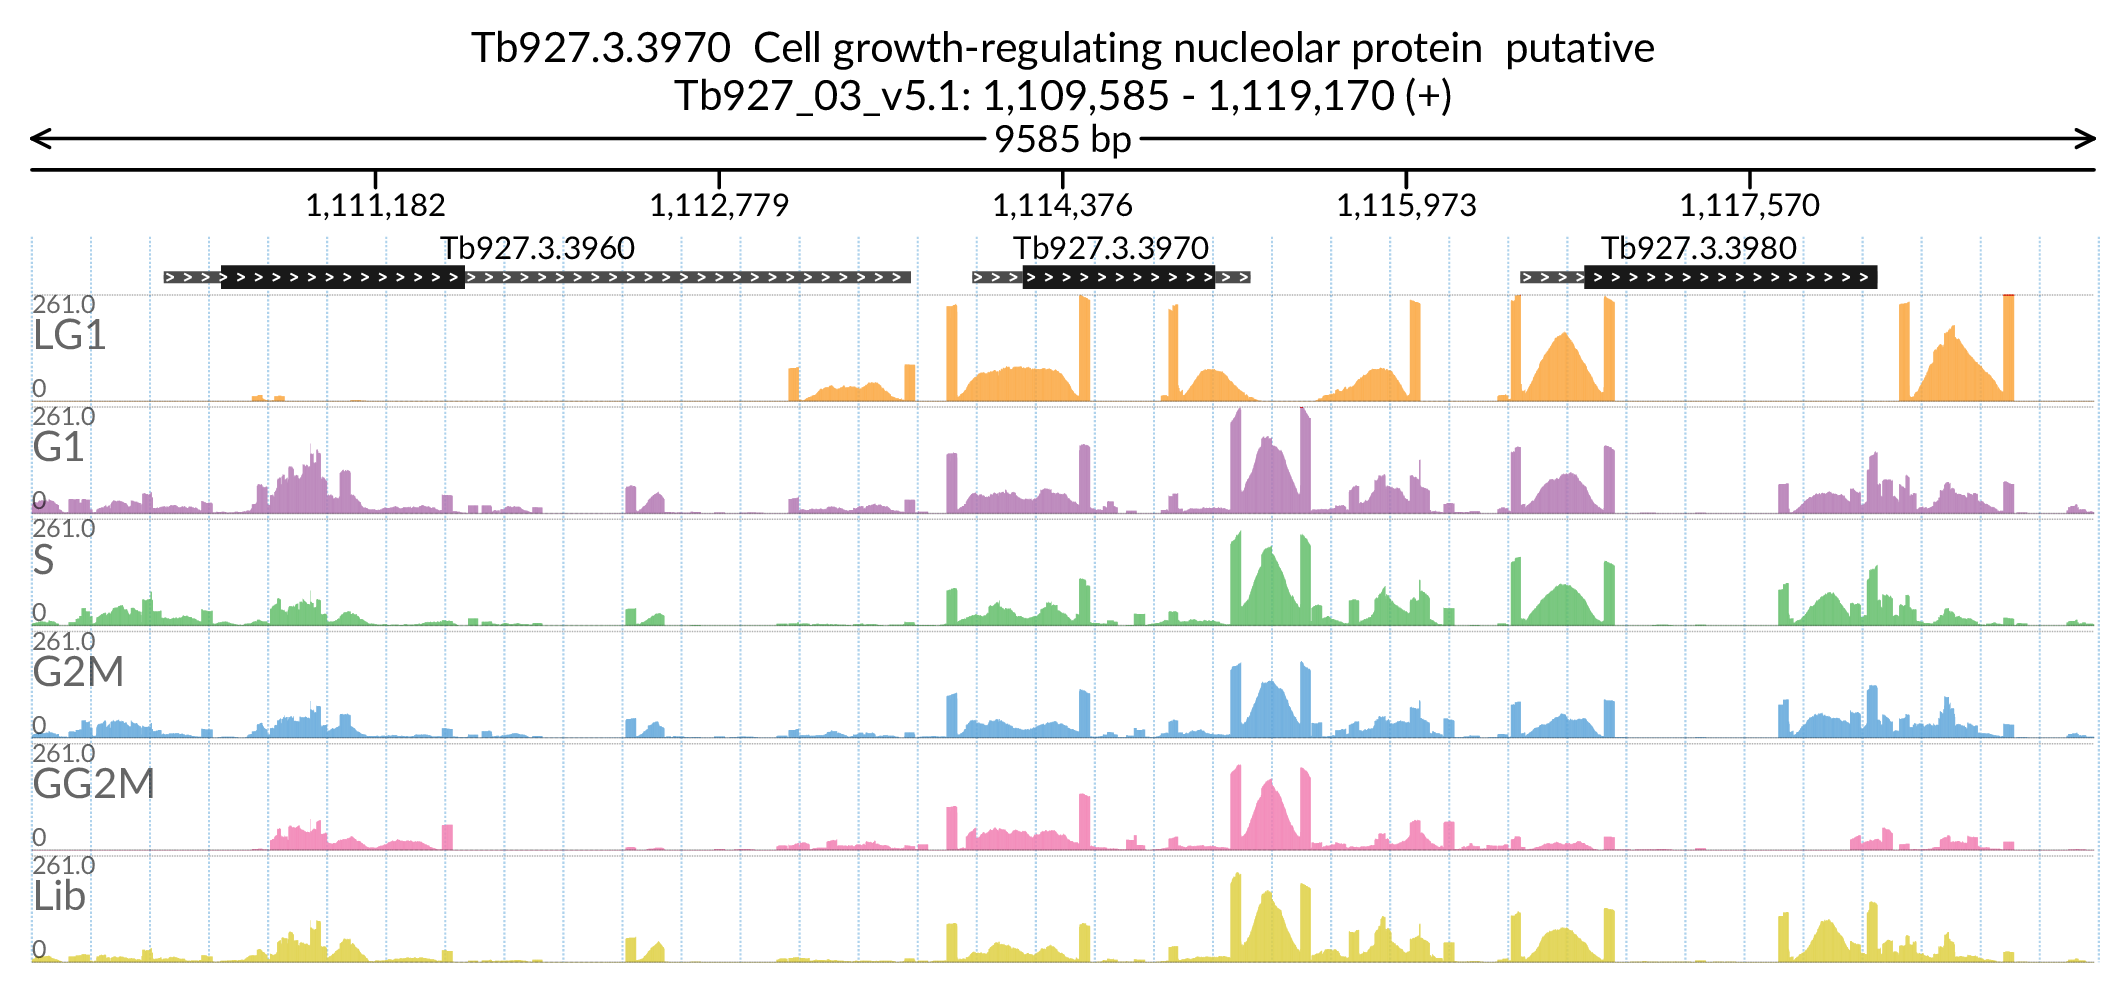 Tb927.3.3970  Cell growth-regulating nucleolar protein  putative
Tb927_03_v5.1: 1,109,585 - 1,119,170 (+)
9585 bp
1,111,182 1,112,779 1,114,376 1,115,973 1,117,570
Tb927.3.3960 Tb927.3.3970 Tb927.3.3980
261.0
LG1
0
261.0
G1
0
261.0
S
0
261.0
G2M
0
261.0
GG2M
0
261.0
Lib
0